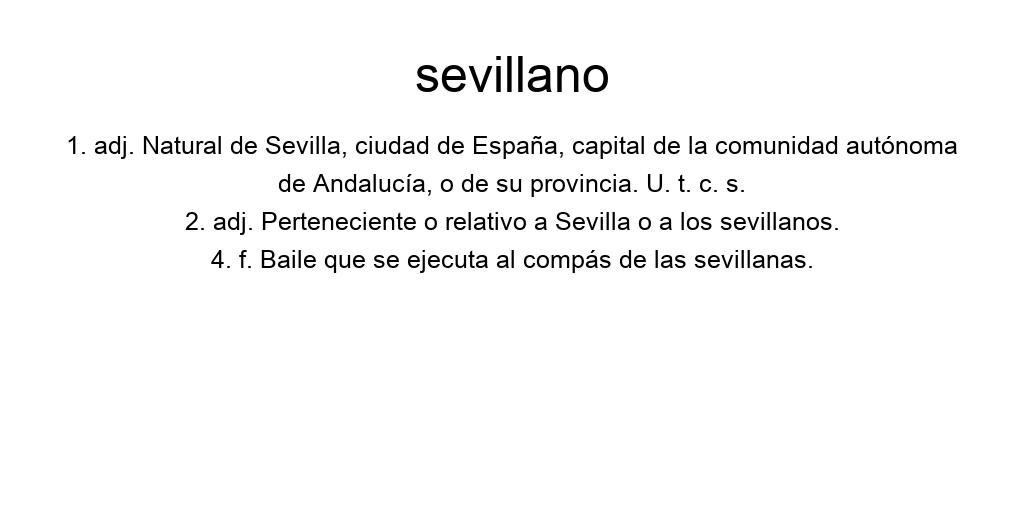 sevillano
1. adj. Natural de Sevilla, ciudad de España, capital de la comunidad autónoma
de Andalucía, o de su provincia. U. t. c. s.
2. adj. Perteneciente o relativo a Sevilla o a los sevillanos.
4. f. Baile que se ejecuta al compás de las sevillanas.